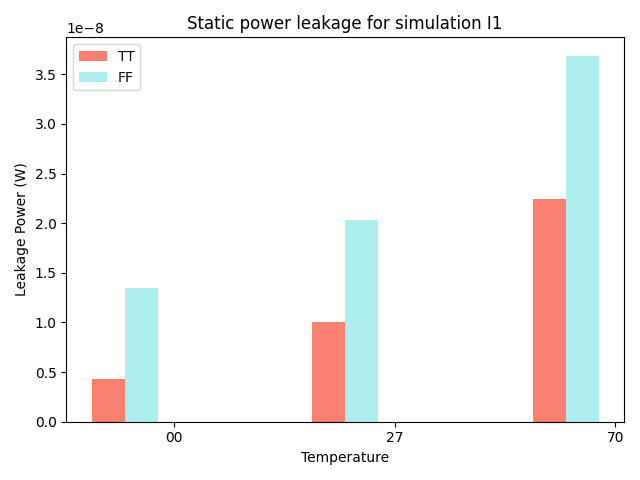 Static power leakage for simulation I1
1e−8
TT
FF
3.5
3.0
2.5
2.0
1.5
1.0
0.5
0.0
Leakage Power (W)
00 27 70
Temperature